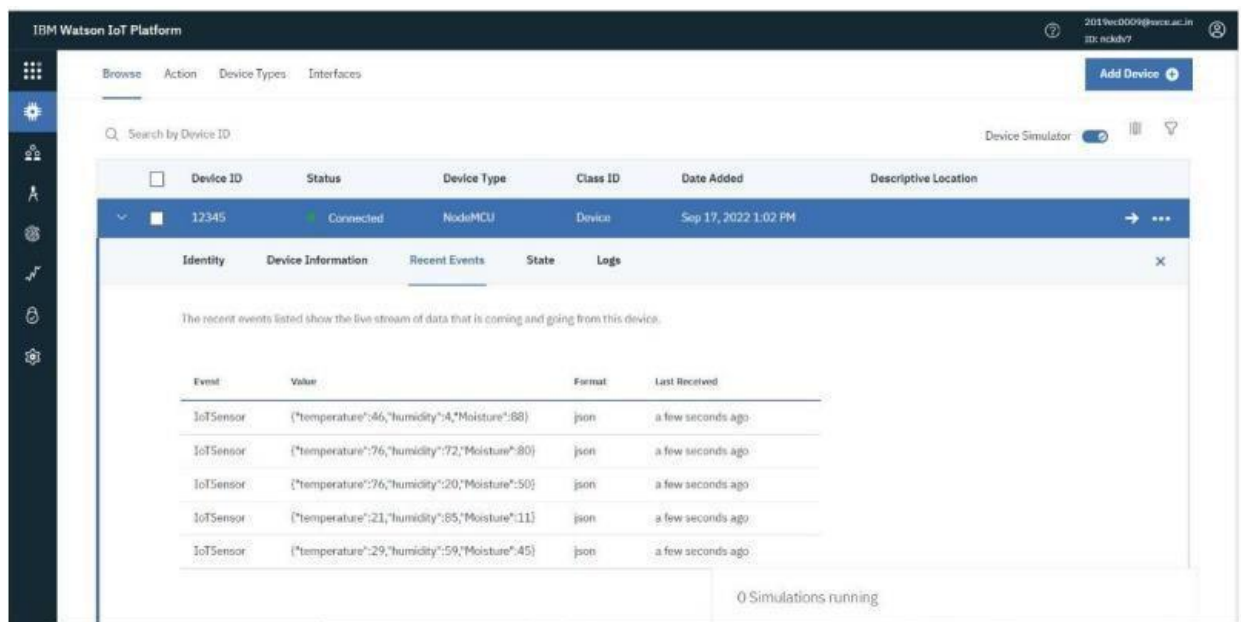 IBM Watson IoT Platform
ID: nckdv7
Browse Action Device Types Interfaces
Add Device
Search by Device ID
Device Simulator
Device ID Status Device Type Class ID Date Added Descriptive Location
12345 Connected NodeMCU Device Sep 17, 2022 1:02 PM
Identity Device Information Recent Events State Logs
The recent events listed show the live stream of data that is coming and going from this device.
Event Value Format Last Received
IoTSensor {"temperature":46,"humidity":4,"Moisture":88} json a few seconds ago
IoTSensor {"temperature":76,"humidity":72,"Moisture":80} json a few seconds ago
IoTSensor {"temperature":76,"humidity":20,"Moisture":50} json a few seconds ago
IoTSensor {"temperature":21,"humidity":85,"Moisture":11} json a few seconds ago
IoTSensor {"temperature":29,"humidity":59,"Moisture":45} json a few seconds ago
0 Simulations running